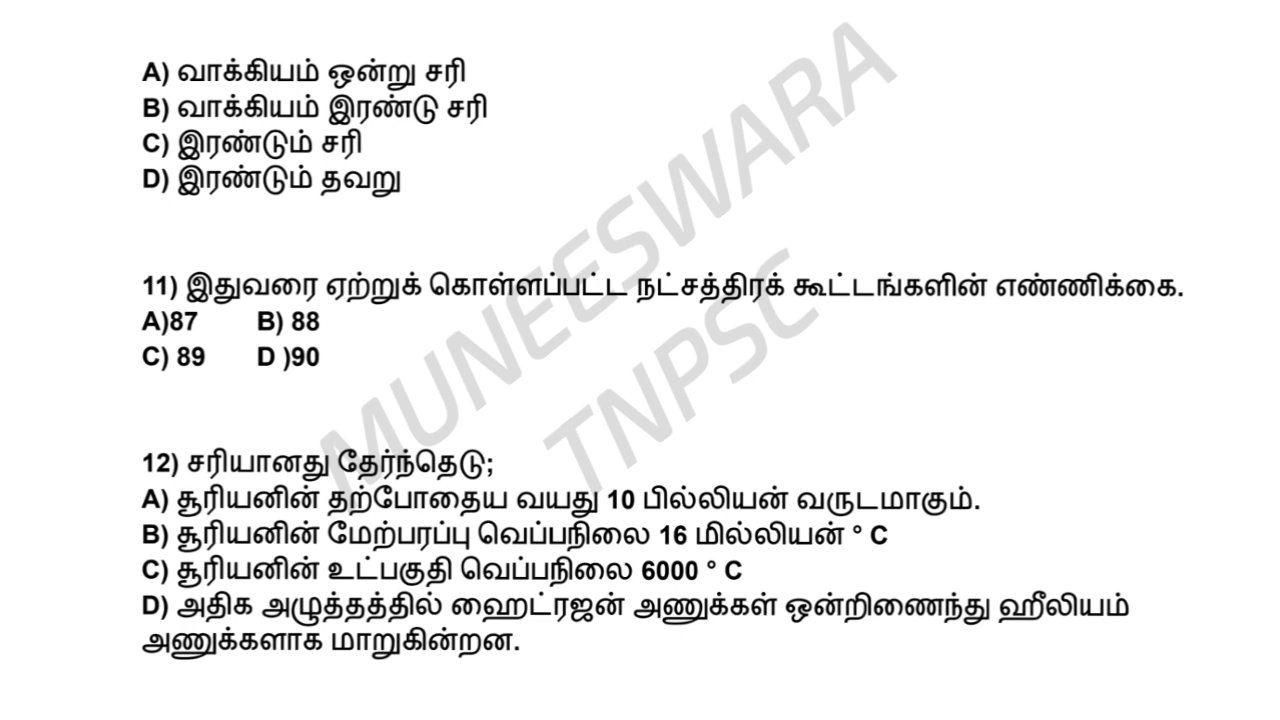 A) வாக்கியம் ஒன்று சரி
B) வாக்கியம் இரண்டு சரி
C) இரண்டும் சரி
D) இரண்டும் தவறு
11) இதுவரை ஏற்றுக் கொள்ளப்பட்ட நட்சத்திரக் கூட்டங்களின் எண்ணிக்கை.
A)87 B) 88
C) 89 D )90
12) சரியானது தேர்ந்தெடு;
A) சூரியனின் தற்போதைய வயது 10 பில்லியன் வருடமாகும்.
B) சூரியனின் மேற்பரப்பு வெப்பநிலை 16 மில்லியன் ° C
C) சூரியனின் உட்பகுதி வெப்பநிலை 6000 ° C
D) அதிக அழுத்தத்தில் ஹைட்ரஜன் அணுக்கள் ஒன்றிணைந்து ஹீலியம்
அணுக்களாக மாறுகின்றன.
MUNEESWARA
TNPSC